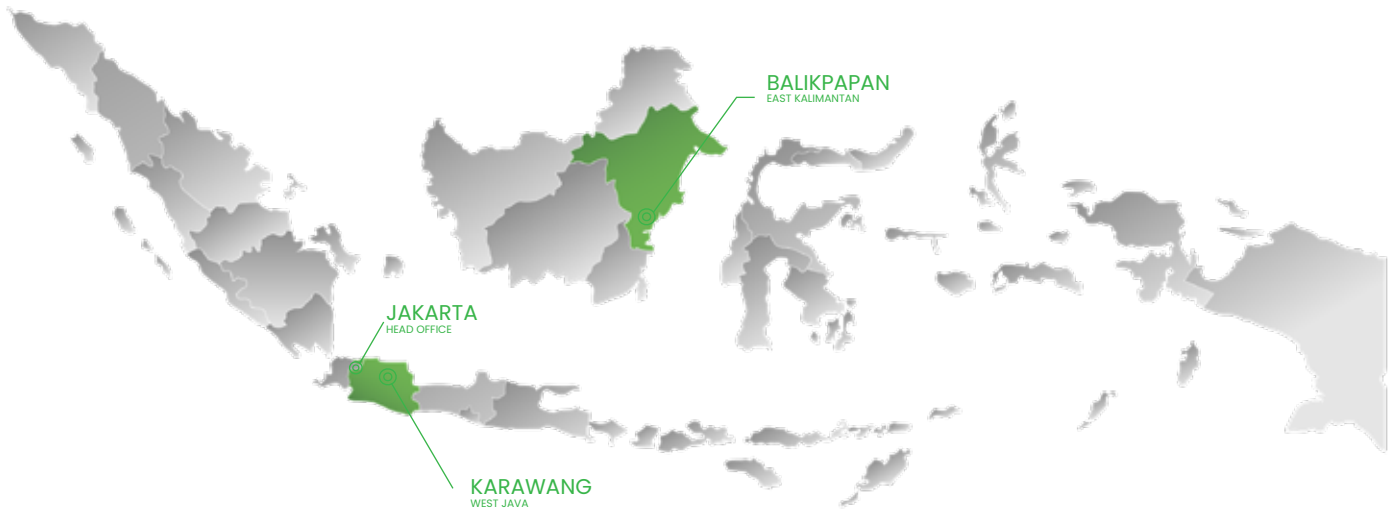 BALIKPAPAN
EAST KALIMANTAN
JAKARTA
HEAD OFFICE
KARAWANG
WEST JAVA